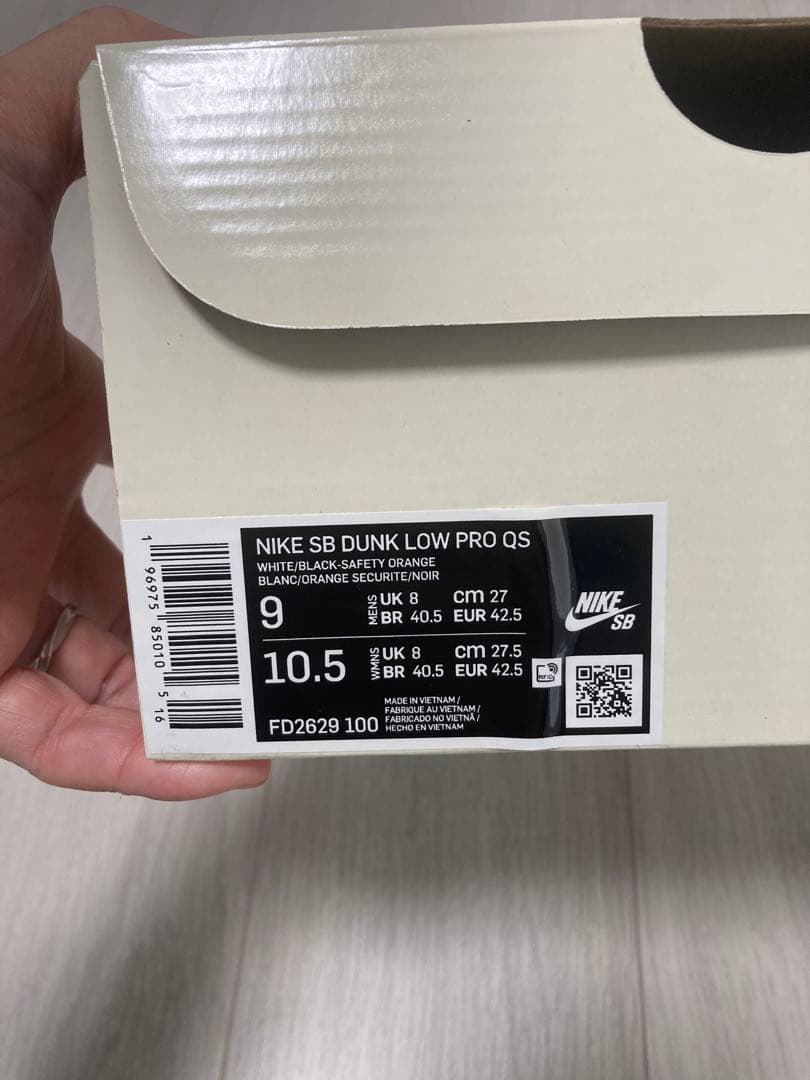 NIKE SB DUNK LOW PRO QS
WHITE/BLACK-SAFETY ORANGE
BLANC/ORANGE SECURITE/NOIR
9 MENS UK 8 cm 27
BR 40.5 EUR 42.5
10.5 WMNS UK 8 cm 27.5
BR 40.5 EUR 42.5
FD2629 100
MADE IN VIETNAM /
FABRIQUE AU VIETNAM /
FABRICADO NO VIETNÃ /
HECHO EN VIETNAM
RFID
NIKE
SB
1 96975 85010 5 16